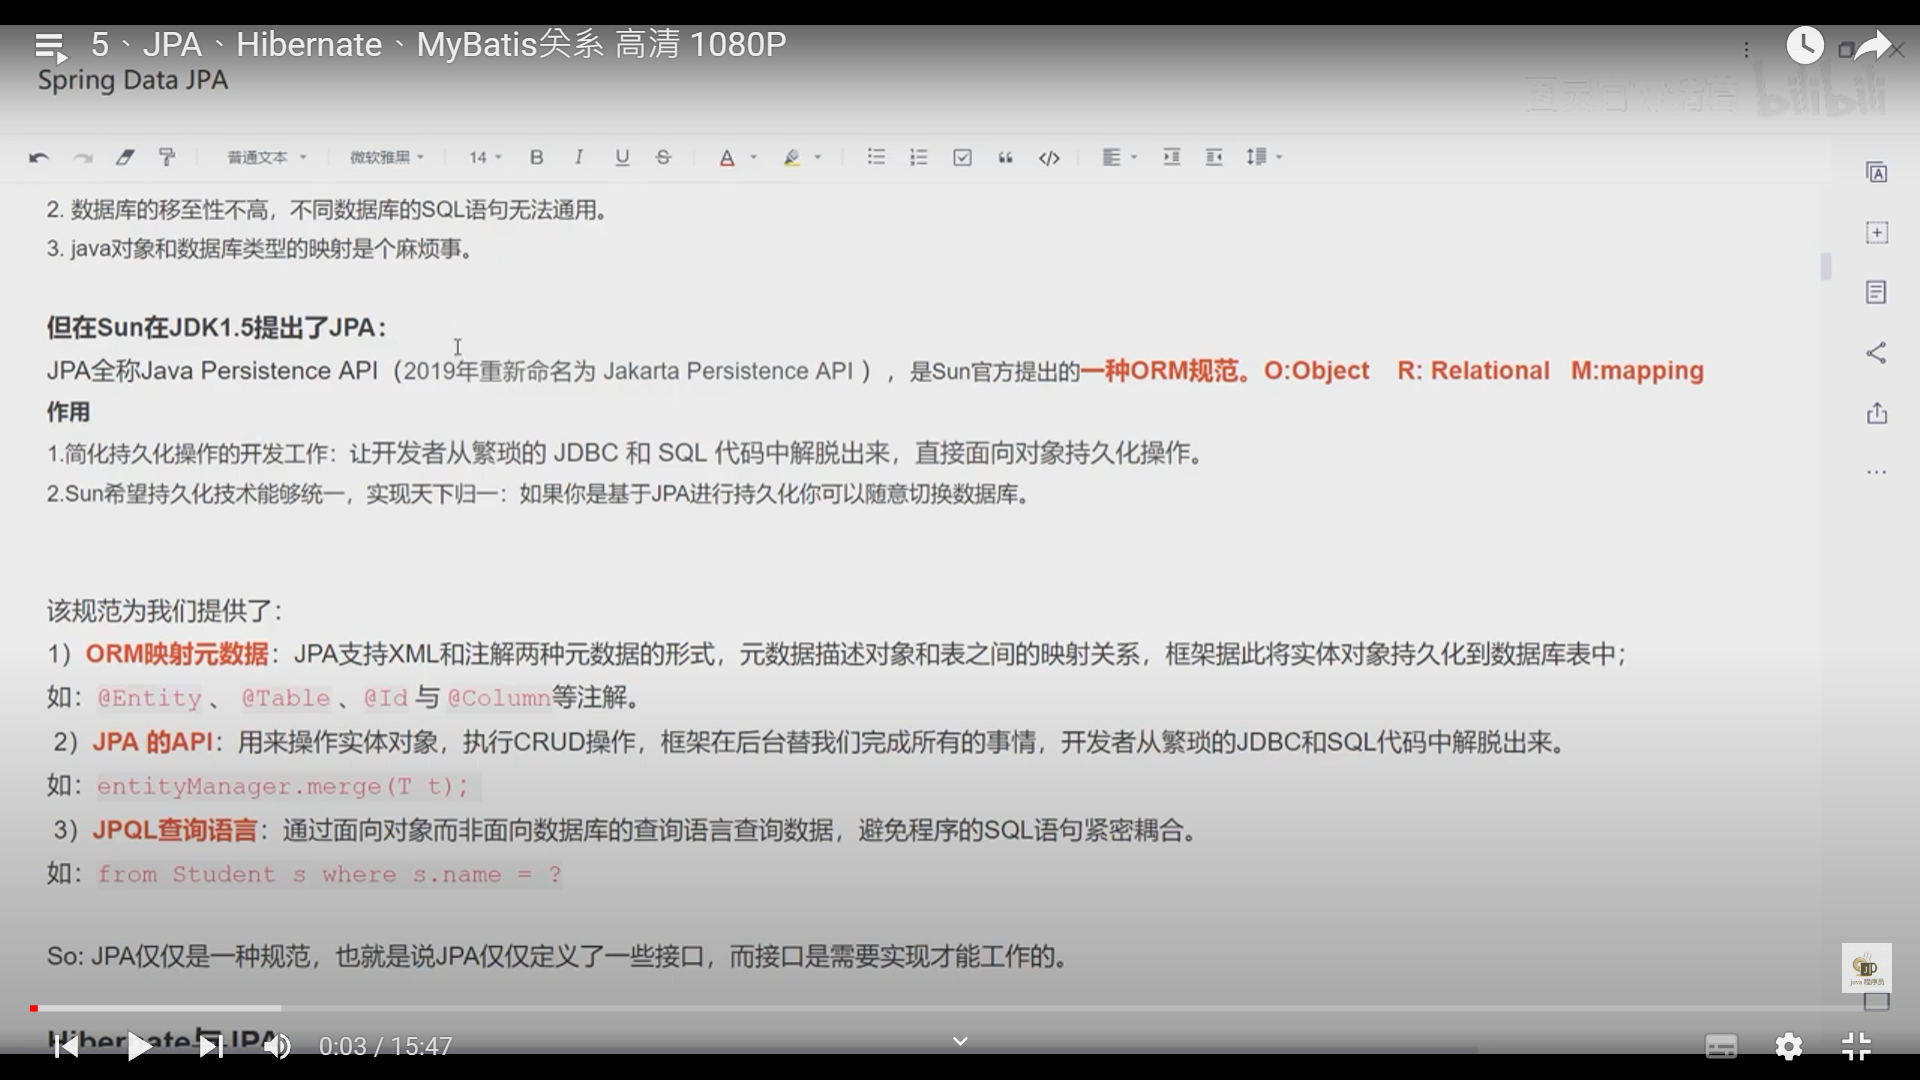 5、JPA、Hibernate、MyBatis关系 高清 1080P
Spring Data JPA
bilibili
普通文本 微软雅黑 14 B I U S A
2. 数据库的移至性不高，不同数据库的SQL语句无法通用。
3. java对象和数据库类型的映射是个麻烦事。
但在Sun在JDK1.5提出了JPA：
JPA全称Java Persistence API（2019年重新命名为 Jakarta Persistence API ），是Sun官方提出的一种ORM规范。O:Object R: Relational M:mapping
作用
1.简化持久化操作的开发工作：让开发者从繁琐的 JDBC 和 SQL 代码中解脱出来，直接面向对象持久化操作。
2.Sun希望持久化技术能够统一，实现天下归一：如果你是基于JPA进行持久化你可以随意切换数据库。
该规范为我们提供了：
1）ORM映射元数据：JPA支持XML和注解两种元数据的形式，元数据描述对象和表之间的映射关系，框架据此将实体对象持久化到数据库表中；
如：@Entity 、 @Table 、@Id 与 @Column等注解。
2）JPA 的API：用来操作实体对象，执行CRUD操作，框架在后台替我们完成所有的事情，开发者从繁琐的JDBC和SQL代码中解脱出来。
如：entityManager.merge(T t);
3）JPQL查询语言：通过面向对象而非面向数据库的查询语言查询数据，避免程序的SQL语句紧密耦合。
如：from Student s where s.name = ?
So: JPA仅仅是一种规范，也就是说JPA仅仅定义了一些接口，而接口是需要实现才能工作的。
Hibernate与JPA
0:03 / 15:47